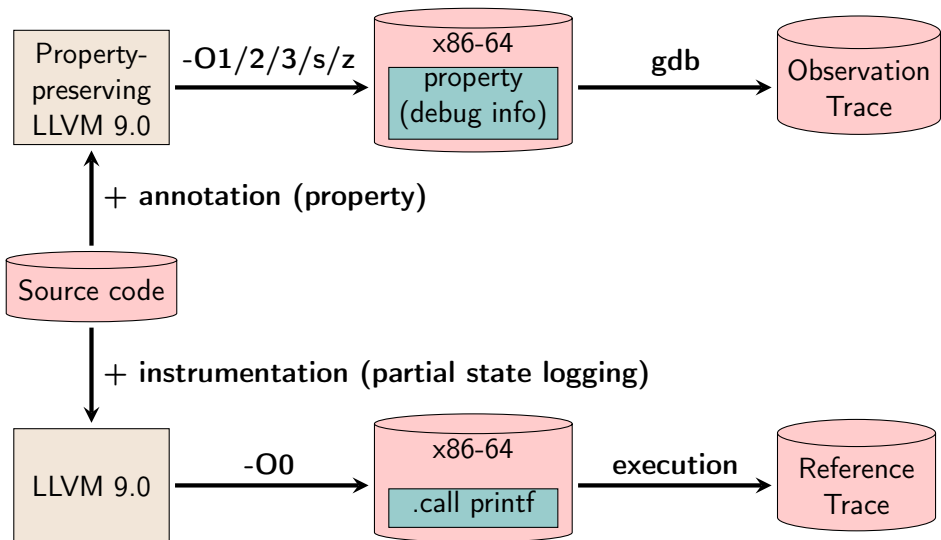 Property-
preserving
LLVM 9.0
-O1/2/3/s/z
x86-64
property
(debug info)
gdb
Observation
Trace
+ annotation (property)
Source code
+ instrumentation (partial state logging)
LLVM 9.0
-O0
x86-64
.call printf
execution
Reference
Trace